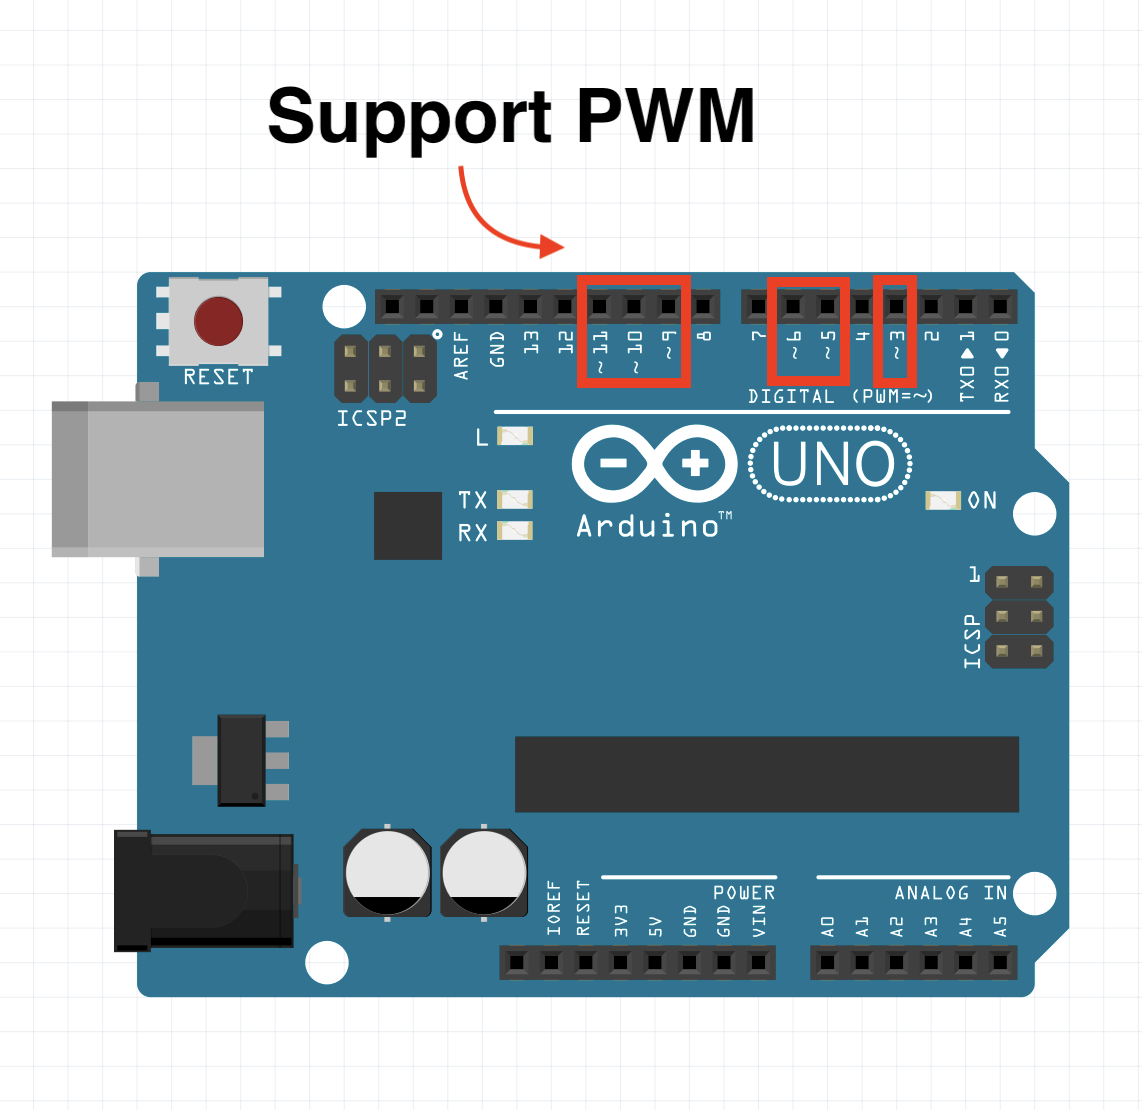 Support PWM
RESET
ICSP2
AREF
GND
13
12
~11
~10
~9
8
7
~6
~5
4
~3
2
TX0▶1
RX0◀0
DIGITAL (PWM=~)
L
TX
RX
Arduino™
UNO
ON
1
ICSP
POWER
ANALOG IN
IOREF
RESET
3V3
5V
GND
GND
VIN
A0
A1
A2
A3
A4
A5